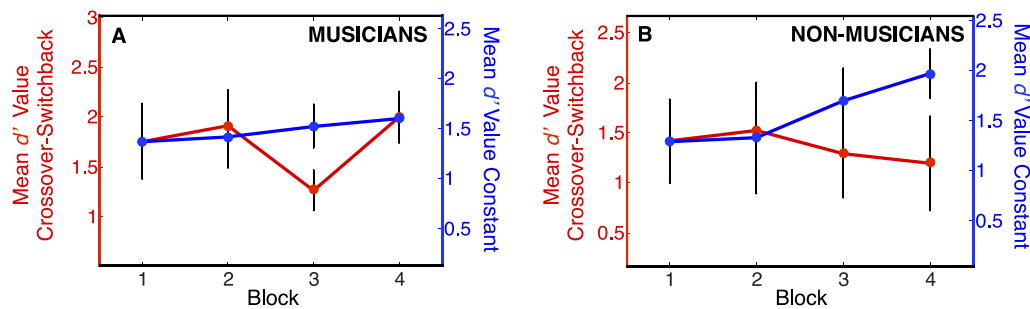 A
MUSICIANS
Mean d' Value
Crossover-Switchback
3
2.5
2
1.5
1
2.5
2
1.5
1
0.5
Mean d' Value Constant
1 2 3 4
Block
B
NON-MUSICIANS
Mean d' Value
Crossover-Switchback
2.5
2
1.5
1
0.5
2.5
2
1.5
1
0.5
Mean d' Value Constant
1 2 3 4
Block